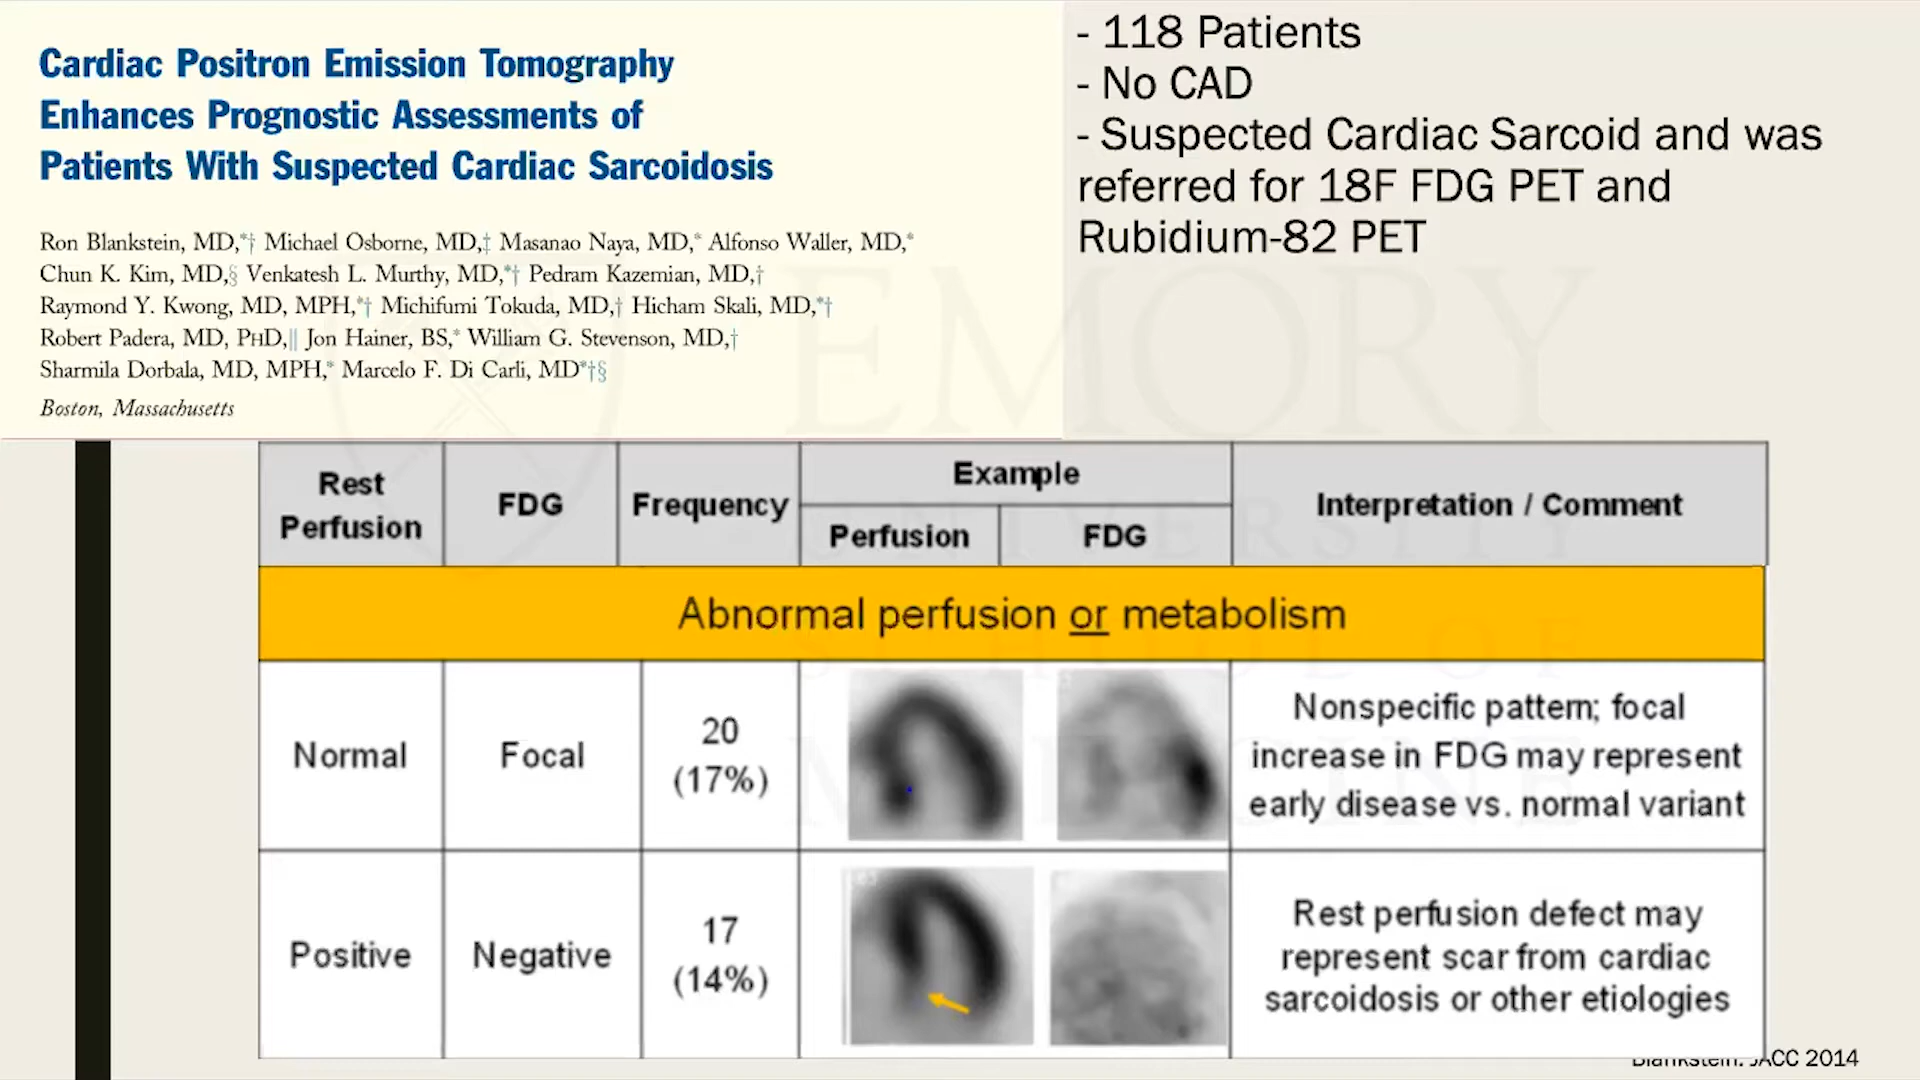 Cardiac Positron Emission Tomography
Enhances Prognostic Assessments of
Patients With Suspected Cardiac Sarcoidosis
Ron Blankstein, MD,*† Michael Osborne, MD,‡ Masanao Naya, MD,* Alfonso Waller, MD,*
Chun K. Kim, MD,§ Venkatesh L. Murthy, MD,*† Pedram Kazemian, MD,†
Raymond Y. Kwong, MD, MPH,*† Michifumi Tokuda, MD,† Hicham Skali, MD,*†
Robert Padera, MD, PHD,|| Jon Hainer, BS,* William G. Stevenson, MD,†
Sharmila Dorbala, MD, MPH,* Marcelo F. Di Carli, MD*†§
Boston, Massachusetts
- 118 Patients
- No CAD
- Suspected Cardiac Sarcoid and was
referred for 18F FDG PET and
Rubidium-82 PET
EMORY
UNIVERSITY
SCHOOL OF
MEDICINE
Rest
Perfusion
FDG
Frequency
Example
Perfusion
FDG
Interpretation / Comment
Abnormal perfusion or metabolism
Normal
Focal
20
(17%)
Nonspecific pattern; focal
increase in FDG may represent
early disease vs. normal variant
Positive
Negative
17
(14%)
Rest perfusion defect may
represent scar from cardiac
sarcoidosis or other etiologies
Blankstein. JACC 2014